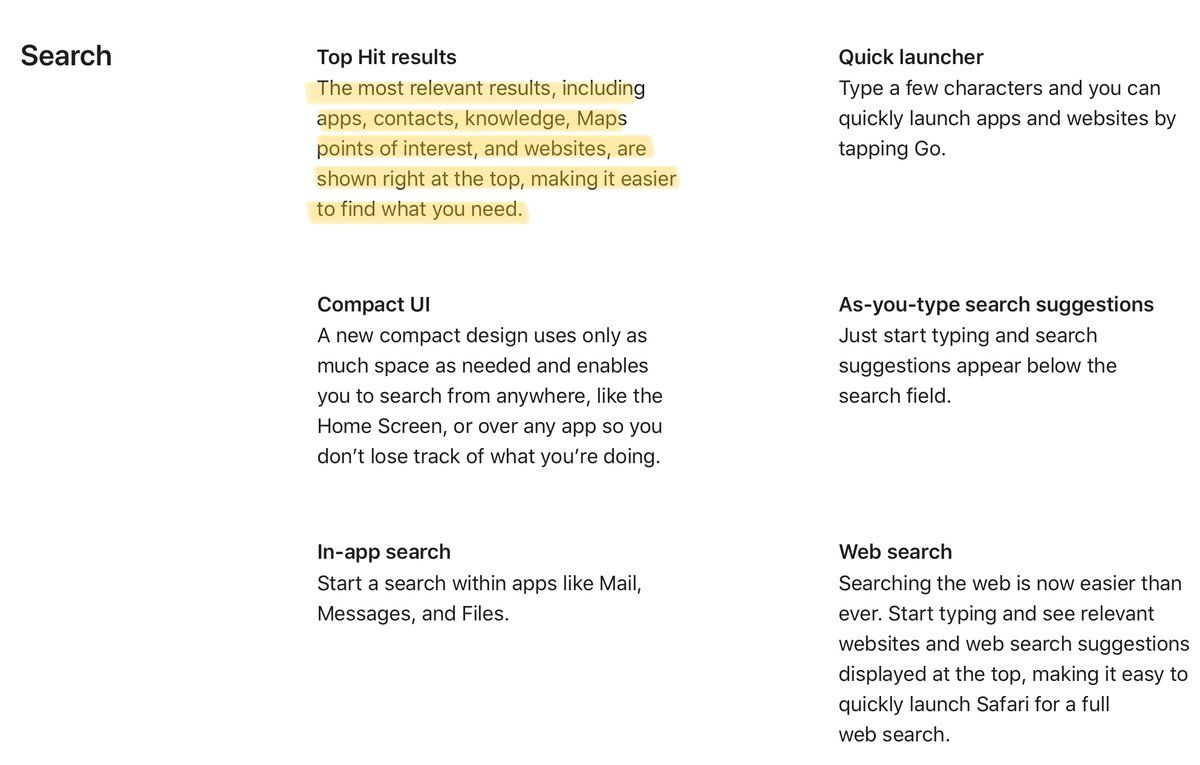 Search
Top Hit results
The most relevant results, including
apps, contacts, knowledge, Maps
points of interest, and websites, are
shown right at the top, making it easier
to find what you need.
Quick launcher
Type a few characters and you can
quickly launch apps and websites by
tapping Go.
Compact UI
A new compact design uses only as
much space as needed and enables
you to search from anywhere, like the
Home Screen, or over any app so you
don’t lose track of what you’re doing.
As-you-type search suggestions
Just start typing and search
suggestions appear below the
search field.
In-app search
Start a search within apps like Mail,
Messages, and Files.
Web search
Searching the web is now easier than
ever. Start typing and see relevant
websites and web search suggestions
displayed at the top, making it easy to
quickly launch Safari for a full
web search.